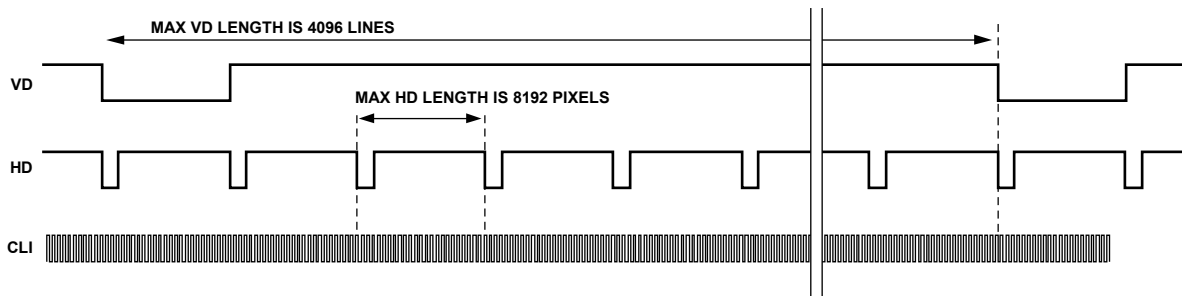 MAX VD LENGTH IS 4096 LINES
VD
MAX HD LENGTH IS 8192 PIXELS
HD
CLI